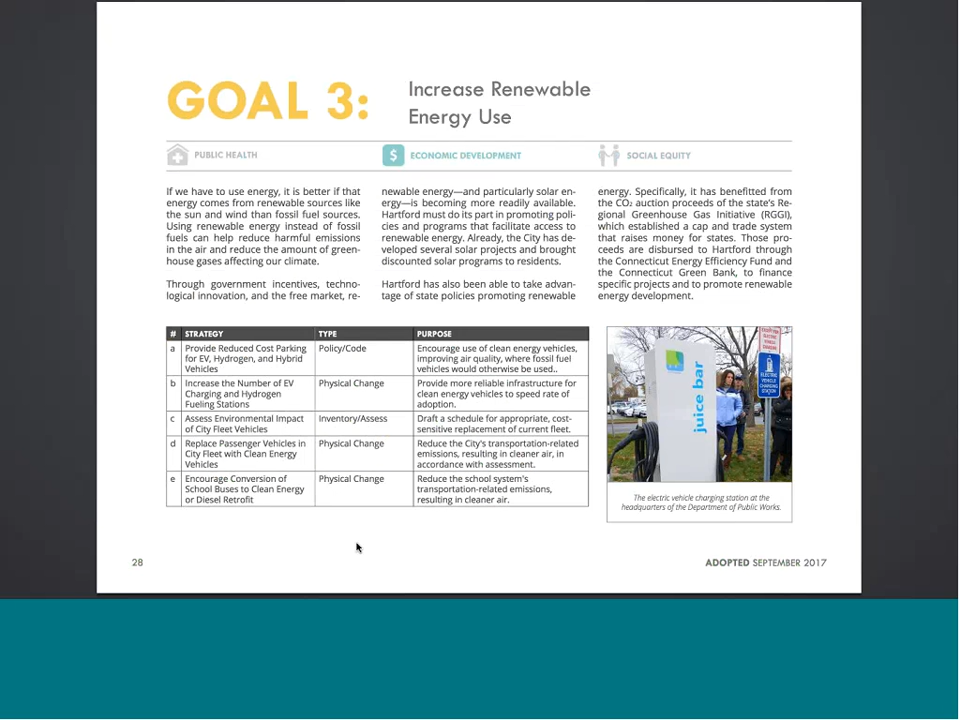 GOAL 3:
Increase Renewable
Energy Use
PUBLIC HEALTH
$ ECONOMIC DEVELOPMENT
SOCIAL EQUITY
If we have to use energy, it is better if that
energy comes from renewable sources like
the sun and wind than fossil fuel sources.
Using renewable energy instead of fossil
fuels can help reduce harmful emissions
in the air and reduce the amount of green-
house gases affecting our climate.
Through government incentives, techno-
logical innovation, and the free market, re-
newable energy—and particularly solar en-
ergy—is becoming more readily available.
Hartford must do its part in promoting poli-
cies and programs that facilitate access to
renewable energy. Already, the City has de-
veloped several solar projects and brought
discounted solar programs to residents.
Hartford has also been able to take advan-
tage of state policies promoting renewable
energy. Specifically, it has benefitted from
the CO₂ auction proceeds of the state's Re-
gional Greenhouse Gas Initiative (RGGI),
which established a cap and trade system
that raises money for states. Those pro-
ceeds are disbursed to Hartford through
the Connecticut Energy Efficiency Fund and
the Connecticut Green Bank, to finance
specific projects and to promote renewable
energy development.
# STRATEGY TYPE PURPOSE
a Provide Reduced Cost Parking
for EV, Hydrogen, and Hybrid
Vehicles
Policy/Code
Encourage use of clean energy vehicles,
improving air quality, where fossil fuel
vehicles would otherwise be used..
b Increase the Number of EV
Charging and Hydrogen
Fueling Stations
Physical Change
Provide more reliable infrastructure for
clean energy vehicles to speed rate of
adoption.
c Assess Environmental Impact
of City Fleet Vehicles
Inventory/Assess
Draft a schedule for appropriate, cost-
sensitive replacement of current fleet.
d Replace Passenger Vehicles in
City Fleet with Clean Energy
Vehicles
Physical Change
Reduce the City's transportation-related
emissions, resulting in cleaner air, in
accordance with assessment.
e Encourage Conversion of
School Buses to Clean Energy
or Diesel Retrofit
Physical Change
Reduce the school system's
transportation-related emissions,
resulting in cleaner air.
juice bar
ELECTRIC
VEHICLE
CHARGING
STATION
The electric vehicle charging station at the
headquarters of the Department of Public Works.
28
ADOPTED SEPTEMBER 2017